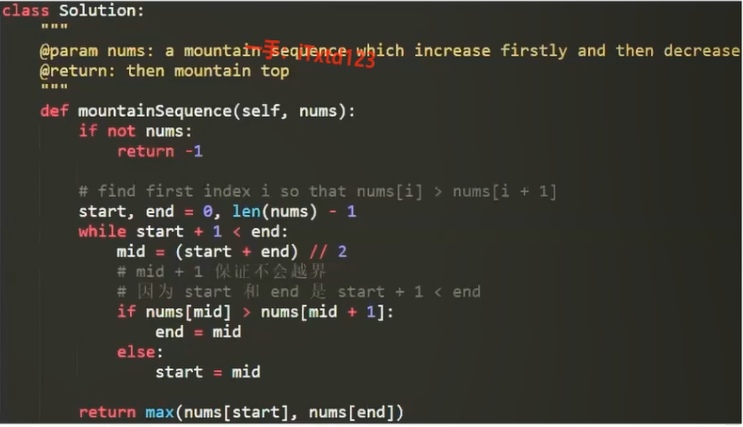 class Solution:
    """
    @param nums: a mountain sequence which increase firstly and then decrease
    @return: then mountain top
    """
    def mountainSequence(self, nums):
        if not nums:
            return -1

        # find first index i so that nums[i] > nums[i + 1]
        start, end = 0, len(nums) - 1
        while start + 1 < end:
            mid = (start + end) // 2
            # mid + 1 保证不会越界
            # 因为 start 和 end 是 start + 1 < end
            if nums[mid] > nums[mid + 1]:
                end = mid
            else:
                start = mid

        return max(nums[start], nums[end])